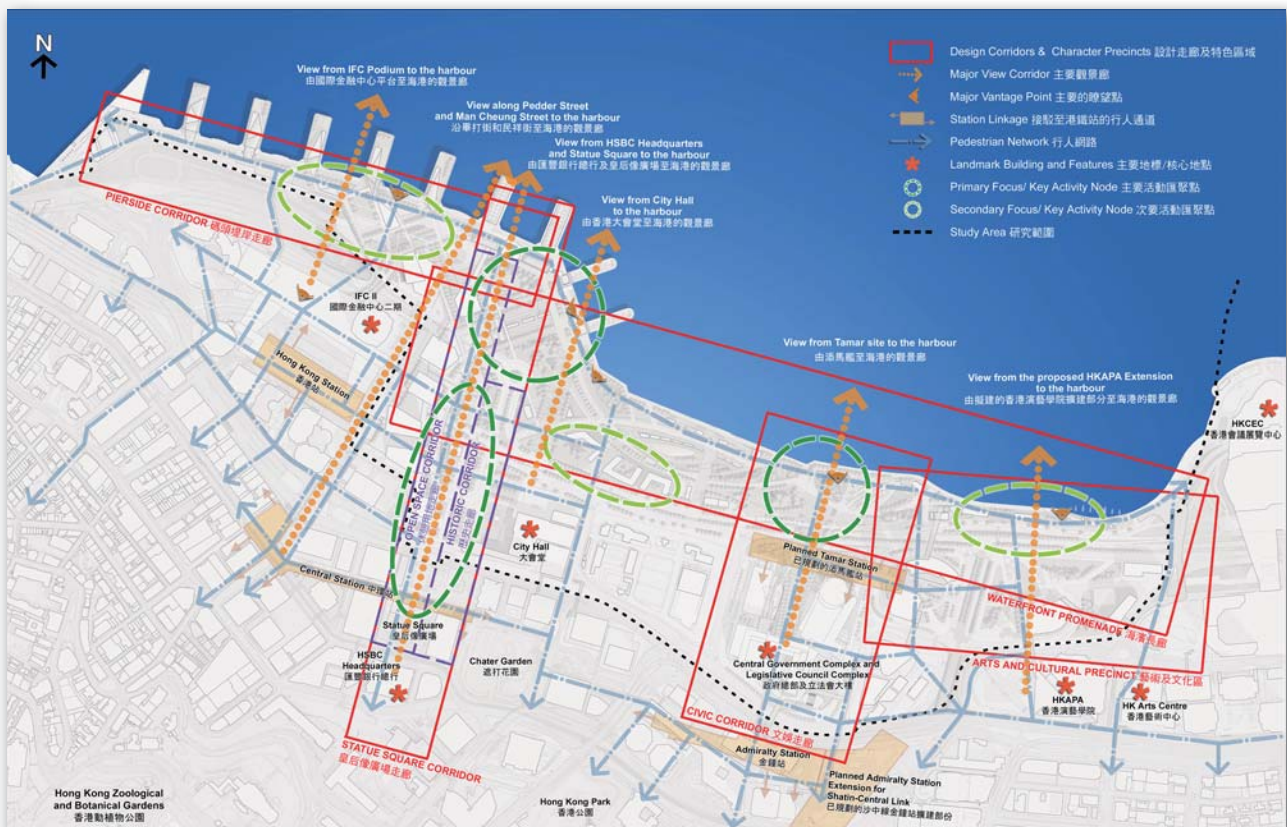 N
View from IFC Podium to the harbour
由國際金融中心平台至海港的觀景廊
View along Pedder Street
and Man Cheung Street to the harbour
沿畢打街和民祥街至海港的觀景廊
View from HSBC Headquarters
and Statue Square to the harbour
由匯豐銀行總行及皇后像廣場至海港的觀景廊
View from City Hall
to the harbour
由香港大會堂至海港的觀景廊
Design Corridors & Character Precincts 設計走廊及特色區域
Major View Corridor 主要觀景廊
Major Vantage Point 主要的瞭望點
Station Linkage 接駁至港鐵站的行人通道
Pedestrian Network 行人網路
Landmark Building and Features 主要地標/核心地點
Primary Focus/ Key Activity Node 主要活動匯聚點
Secondary Focus/ Key Activity Node 次要活動匯聚點
Study Area 研究範圍
PIERSIDE CORRIDOR 碼頭堤岸走廊
IFC II
國際金融中心二期
Hong Kong Station
香港站
View from Tamar site to the harbour
由添馬艦至海港的觀景廊
View from the proposed HKAPA Extension
to the harbour
由擬建的香港演藝學院擴建部分至海港的觀景廊
HKCEC
香港會議展覽中心
OPEN SPACE CORRIDOR
休憩用地走廊
HISTORIC CORRIDOR
歷史走廊
City Hall
大會堂
Central Station 中環站
Planned Tamar Station
已規劃的添馬艦站
Statue Square
皇后像廣場
HSBC
Headquarters
匯豐銀行總行
Chater Garden
遮打花園
WATERFRONT PROMENADE 海濱長廊
ARTS AND CULTURAL PRECINCT 藝術及文化區
Central Government Complex and
Legislative Council Complex
政府總部及立法會大樓
HKAPA
香港演藝學院
HK Arts Centre
香港藝術中心
CIVIC CORRIDOR 文娛走廊
STATUE SQUARE CORRIDOR
皇后像廣場走廊
Admiralty Station
金鐘站
Planned Admiralty Station
Extension for
Shatin-Central Link
已規劃的沙中線金鐘站擴建部份
Hong Kong Zoological
and Botanical Gardens
香港動植物公園
Hong Kong Park
香港公園